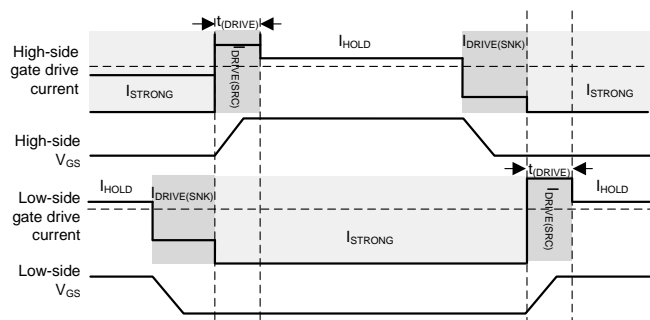 t(DRIVE)
High-side
gate drive
current
ISTRONG
IDRIVE(SRC)
IHOLD
IDRIVE(SNK)
ISTRONG
High-side
VGS
t(DRIVE)
Low-side
gate drive
current
IHOLD
IDRIVE(SNK)
ISTRONG
IDRIVE(SRC)
IHOLD
Low-side
VGS